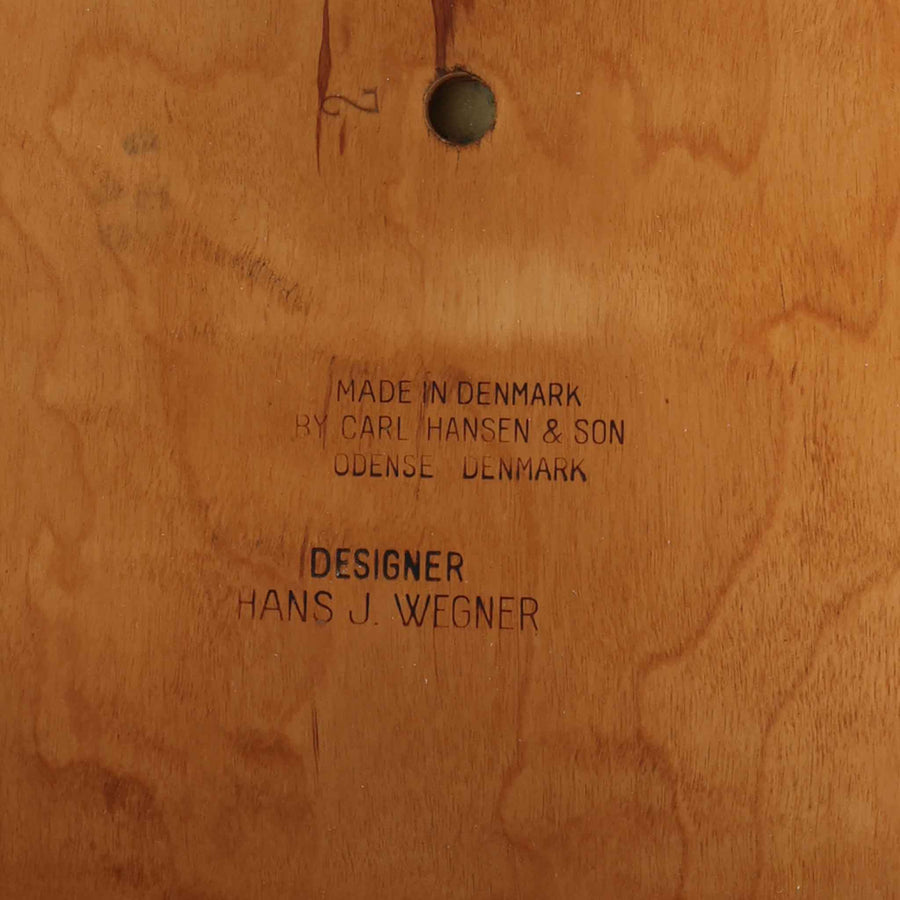 MADE IN DENMARK
BY CARL HANSEN & SON
ODENSE DENMARK
DESIGNER
HANS J. WEGNER